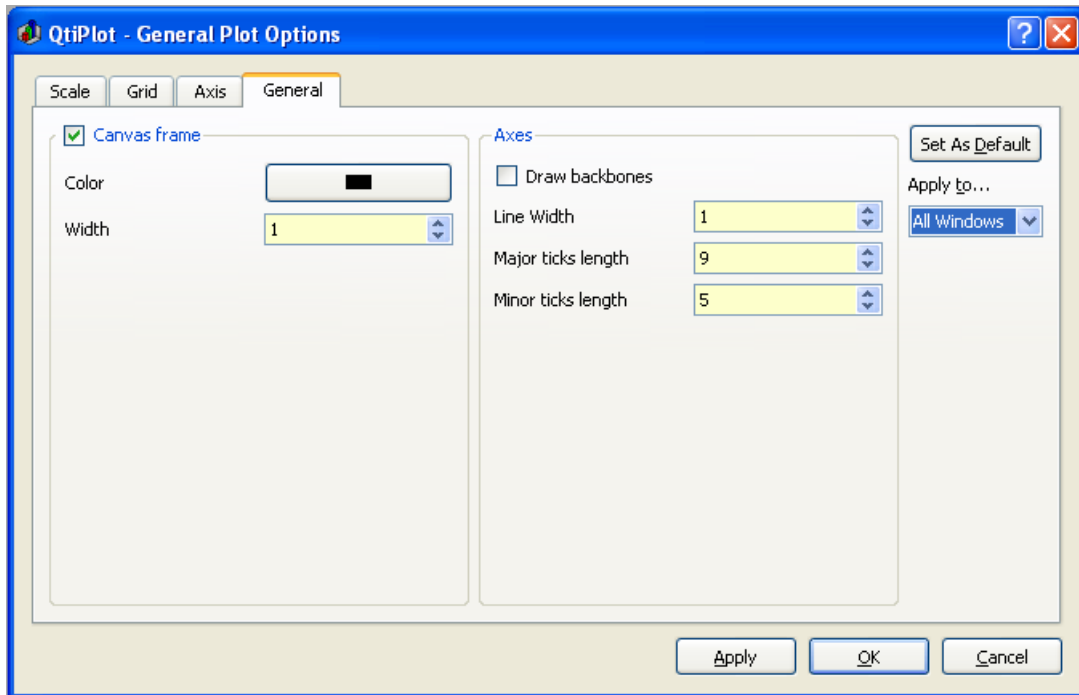 QtiPlot - General Plot Options
Scale Grid Axis General
Canvas frame
Color
Width 1
Axes
Draw backbones
Line Width 1
Major ticks length 9
Minor ticks length 5
Set As Default
Apply to...
All Windows
Apply OK Cancel